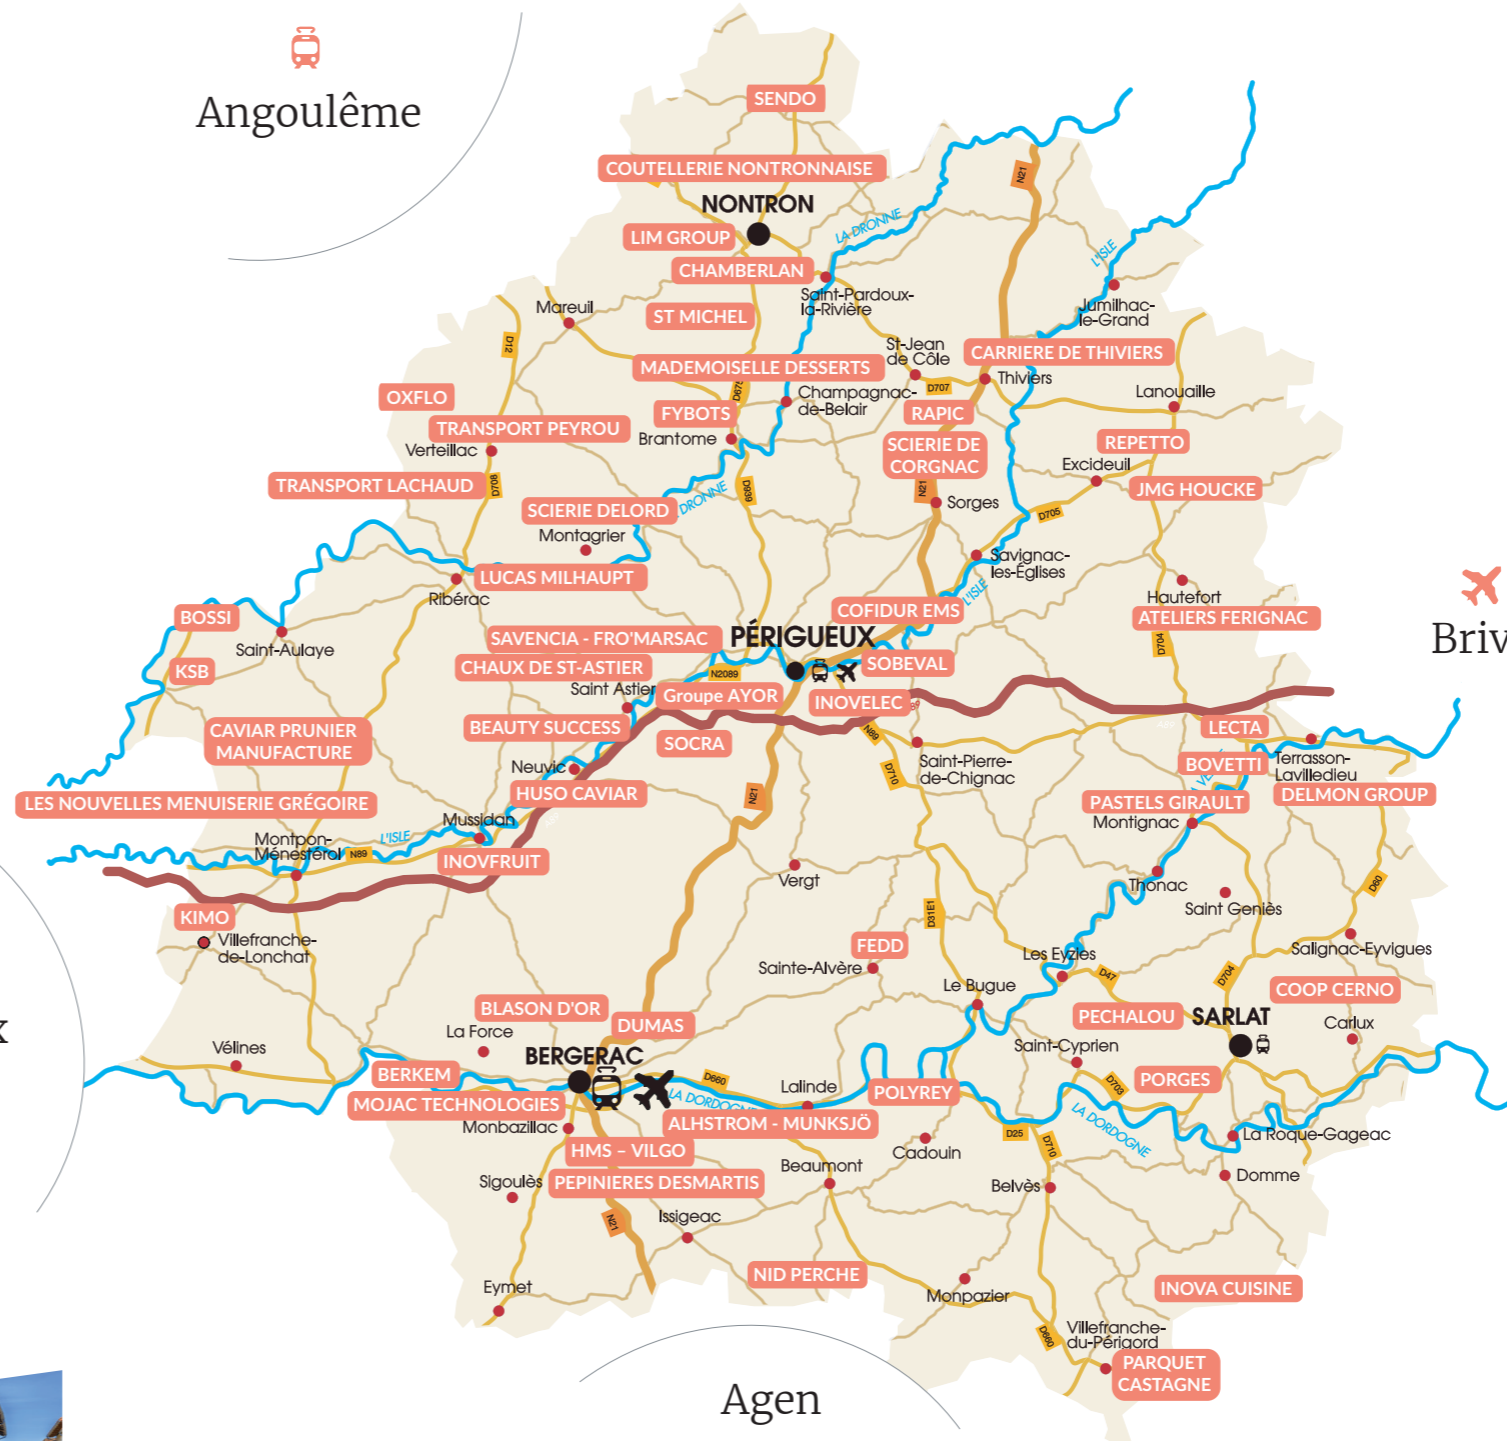 Angoulême
SENDO
COUTELLERIE NONTRONNAISE
N21
NONTRON
LIM GROUP
LA DRONNE
L'ISLE
CHAMBERLAN
Saint-Pardoux-
la-Rivière
Mareuil
ST MICHEL
Jumilhac-
le-Grand
D12
St-Jean
de Côle
CARRIERE DE THIVIERS
MADEMOISELLE DESSERTS
D707
Thiviers
D675
Champagnac-
de-Belair
Lanouaille
OXFLO
FYBOTS
RAPIC
TRANSPORT PEYROU
Brantome
REPETTO
Verteillac
SCIERIE DE
CORGNAC
Excideuil
TRANSPORT LACHAUD
D708
D939
N21
JMG HOUCKE
DRONNE
Sorges
SCIERIE DELORD
D705
Montagrier
Savignac-
les-Églises
LUCAS MILHAUPT
Ribérac
L'ISLE
Hautefort
BOSSI
COFIDUR EMS
ATELIERS FERIGNAC
Saint-Aulaye
SAVENCIA - FRO'MARSAC
PÉRIGUEUX
D704
Briv
KSB
CHAUX DE ST-ASTIER
N2089
SOBEVAL
Saint Astier
Groupe AYOR
INOVELEC
89
CAVIAR PRUNIER
MANUFACTURE
BEAUTY SUCCESS
SOCRA
N89
LECTA
Saint-Pierre-
de-Chignac
BOVETTI
Terrasson-
Lavilledieu
Neuvic
D710
HUSO CAVIAR
N21
DELMON GROUP
LES NOUVELLES MENUISERIE GRÉGOIRE
PASTELS GIRAULT
Mussidan
Montignac
Montpon-
Ménestérol
L'ISLE
N89
INOVFRUIT
Vergt
Thonac
D60
Saint Geniès
KIMO
D31E1
Villefranche-
de-Lonchat
FEDD
Salignac-Eyvigues
Sainte-Alvère
Les Eyzies
D47
D704
Le Bugue
COOP CERNO
BLASON D'OR
PECHALOU
SARLAT
La Force
DUMAS
Carlux
x
Vélines
BERGERAC
Saint-Cyprien
BERKEM
D660
Lalinde
POLYREY
D703
PORGES
MOJAC TECHNOLOGIES
LA DORDOGNE
LA DORDOGNE
Monbazillac
ALHSTROM - MUNKSJÖ
D25
D710
La Roque-Gageac
HMS – VILGO
Cadouin
Beaumont
Sigoulès
PEPINIERES DESMARTIS
Belvès
Domme
N21
Issigeac
NID PERCHE
Eymet
Monpazier
INOVA CUISINE
D660
Villefranche-
du-Périgord
PARQUET
CASTAGNE
Agen